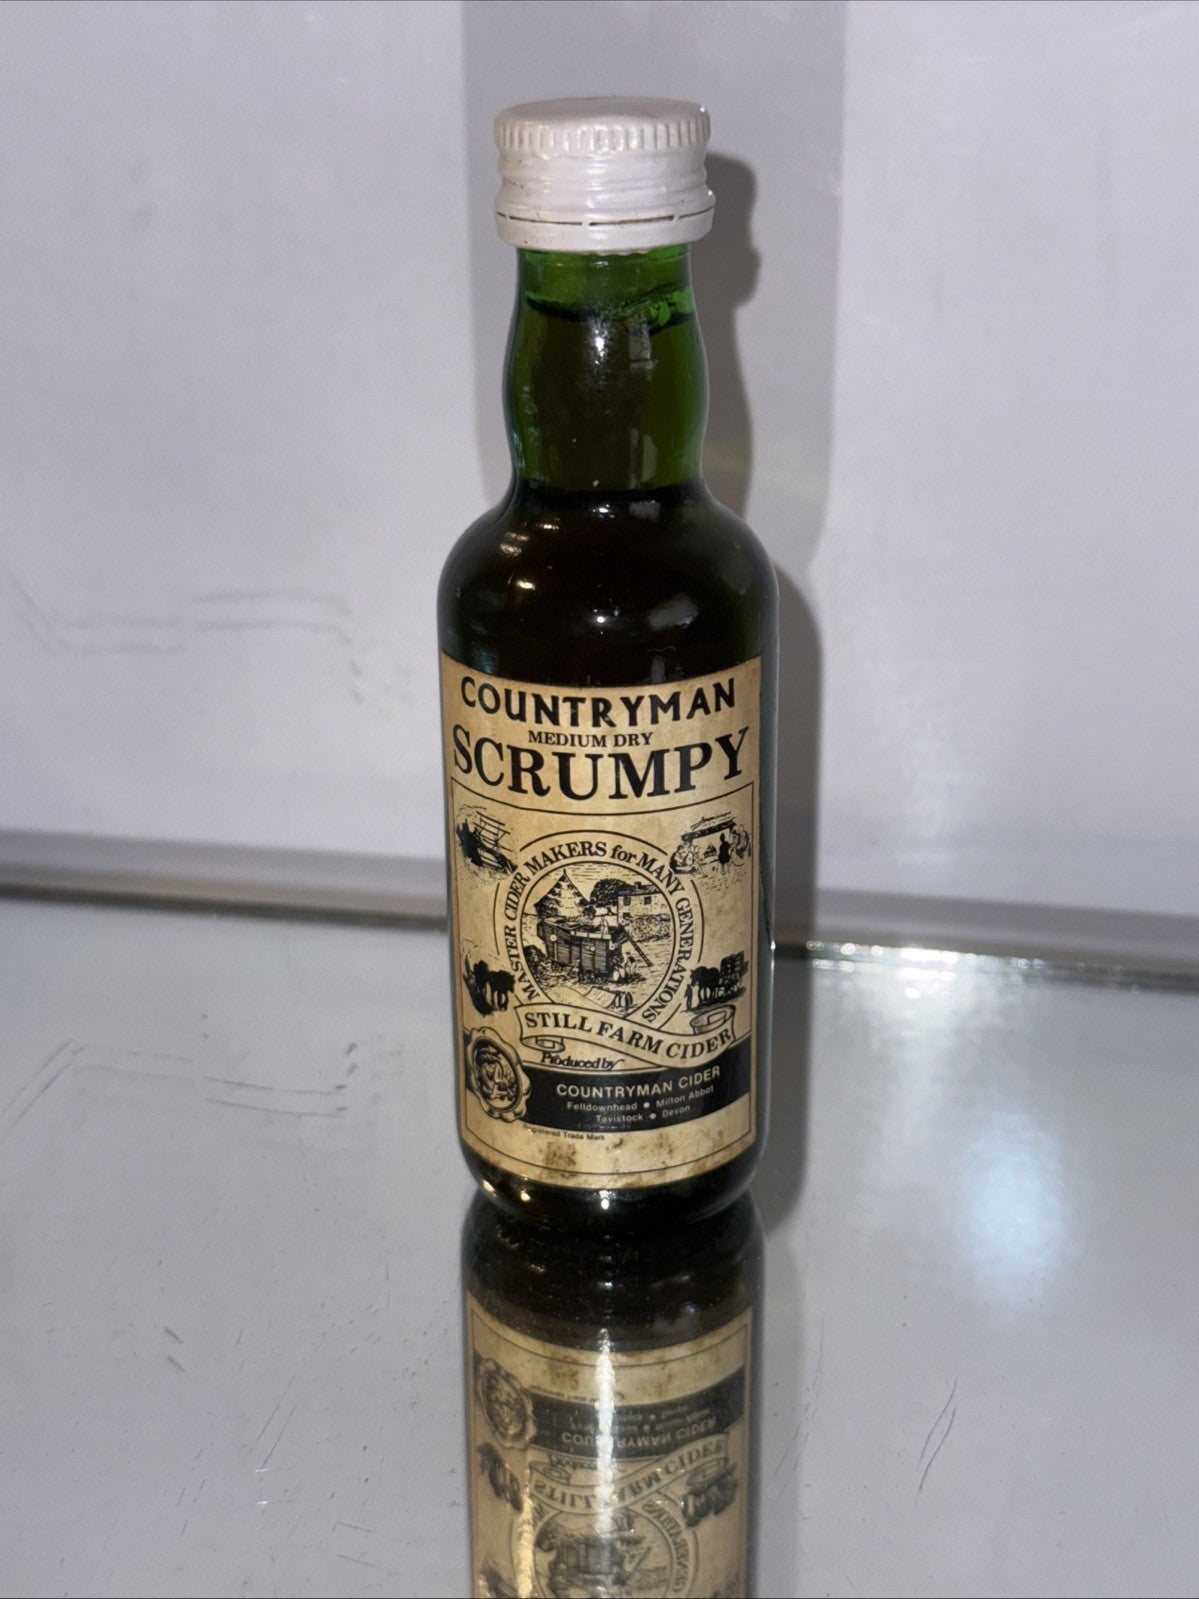 COUNTRYMAN
MEDIUM DRY
SCRUMPY
MASTER CIDER MAKERS for MANY GENERATIONS
STILL FARM CIDER
Produced by
COUNTRYMAN CIDER
Felldownhead • Milton Abbot
Tavistock • Devon
Registered Trade Mark